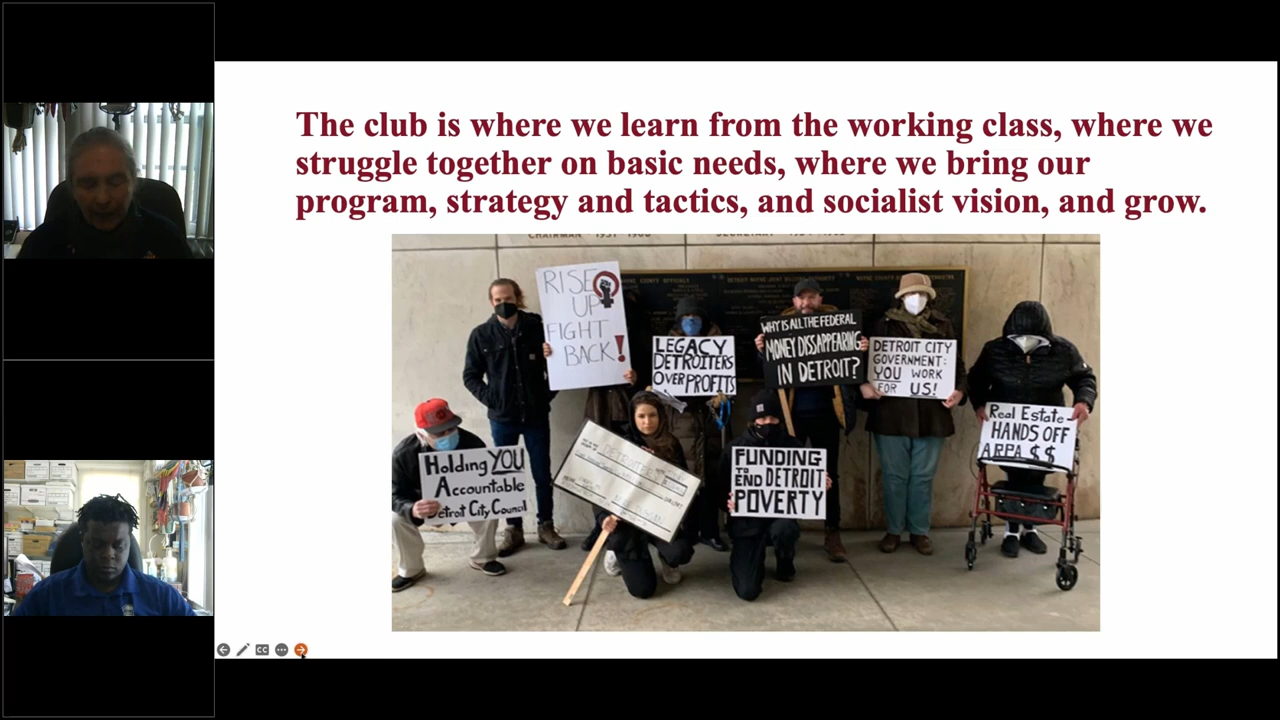 The club is where we learn from the working class, where we
struggle together on basic needs, where we bring our
program, strategy and tactics, and socialist vision, and grow.
CHAIRMAN
RISE
UP
FIGHT
BACK!
LEGACY
DETROITERS
OVER PROFITS
WHY IS ALL THE FEDERAL
MONEY DISSAPPEARING
IN DETROIT?
DETROIT CITY
GOVERNMENT:
YOU WORK
FOR US!
Real Estate-
HANDS OFF
ARPA $$
Holding YOU
Accountable
Detroit City Council
FUNDING
TO
END DETROIT
POVERTY
CC